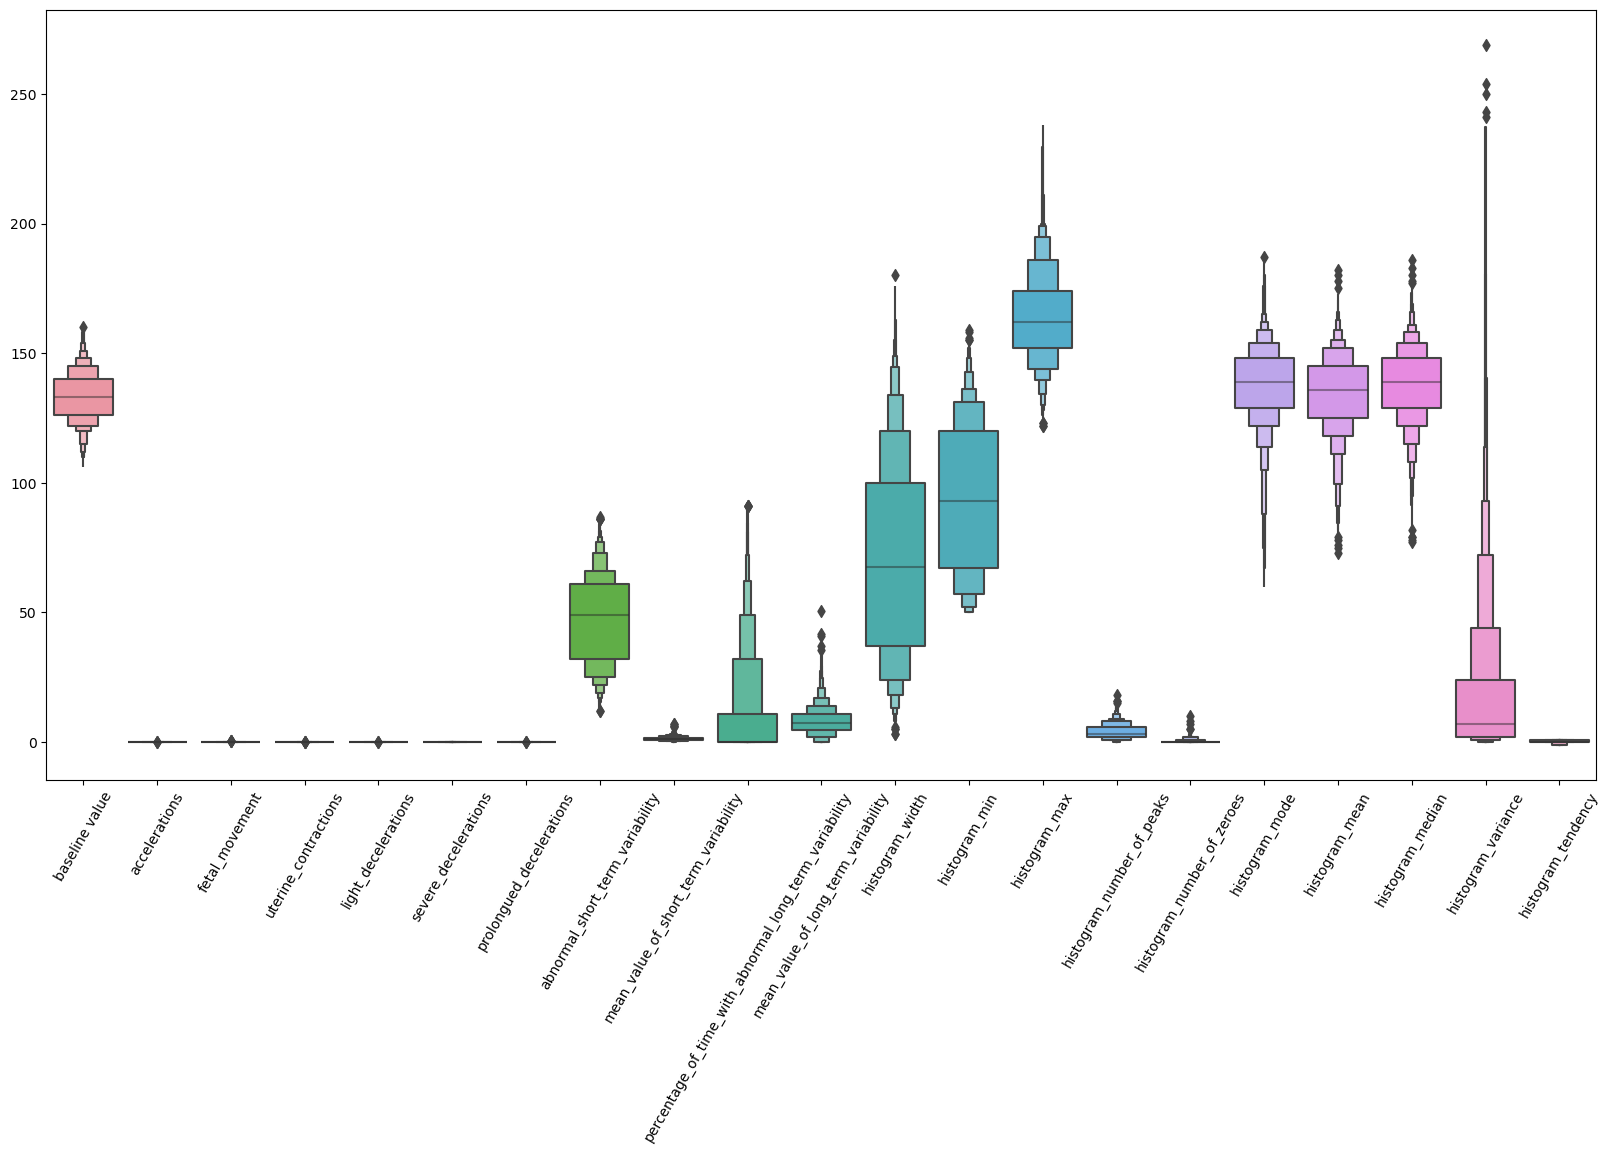 250
200
150
100
50
0
baseline value
accelerations
fetal_movement
uterine_contractions
light_decelerations
severe_decelerations
prolongued_decelerations
abnormal_short_term_variability
mean_value_of_short_term_variability
percentage_of_time_with_abnormal_long_term_variability
mean_value_of_long_term_variability
histogram_width
histogram_min
histogram_max
histogram_number_of_peaks
histogram_number_of_zeroes
histogram_mode
histogram_mean
histogram_median
histogram_variance
histogram_tendency